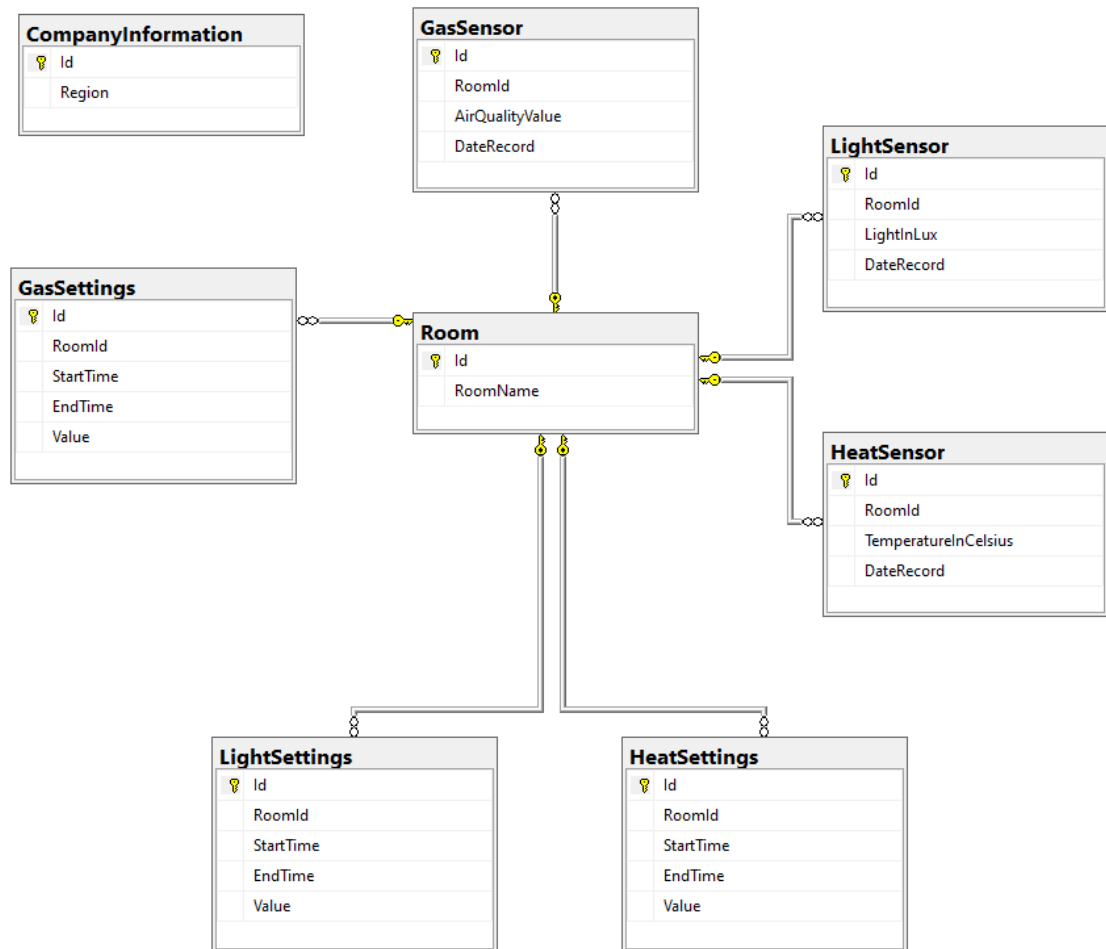 CompanyInformation
Id
Region
GasSensor
Id
RoomId
AirQualityValue
DateRecord
LightSensor
Id
RoomId
LightInLux
DateRecord
GasSettings
Id
RoomId
StartTime
EndTime
Value
Room
Id
RoomName
HeatSensor
Id
RoomId
TemperatureInCelsius
DateRecord
LightSettings
Id
RoomId
StartTime
EndTime
Value
HeatSettings
Id
RoomId
StartTime
EndTime
Value